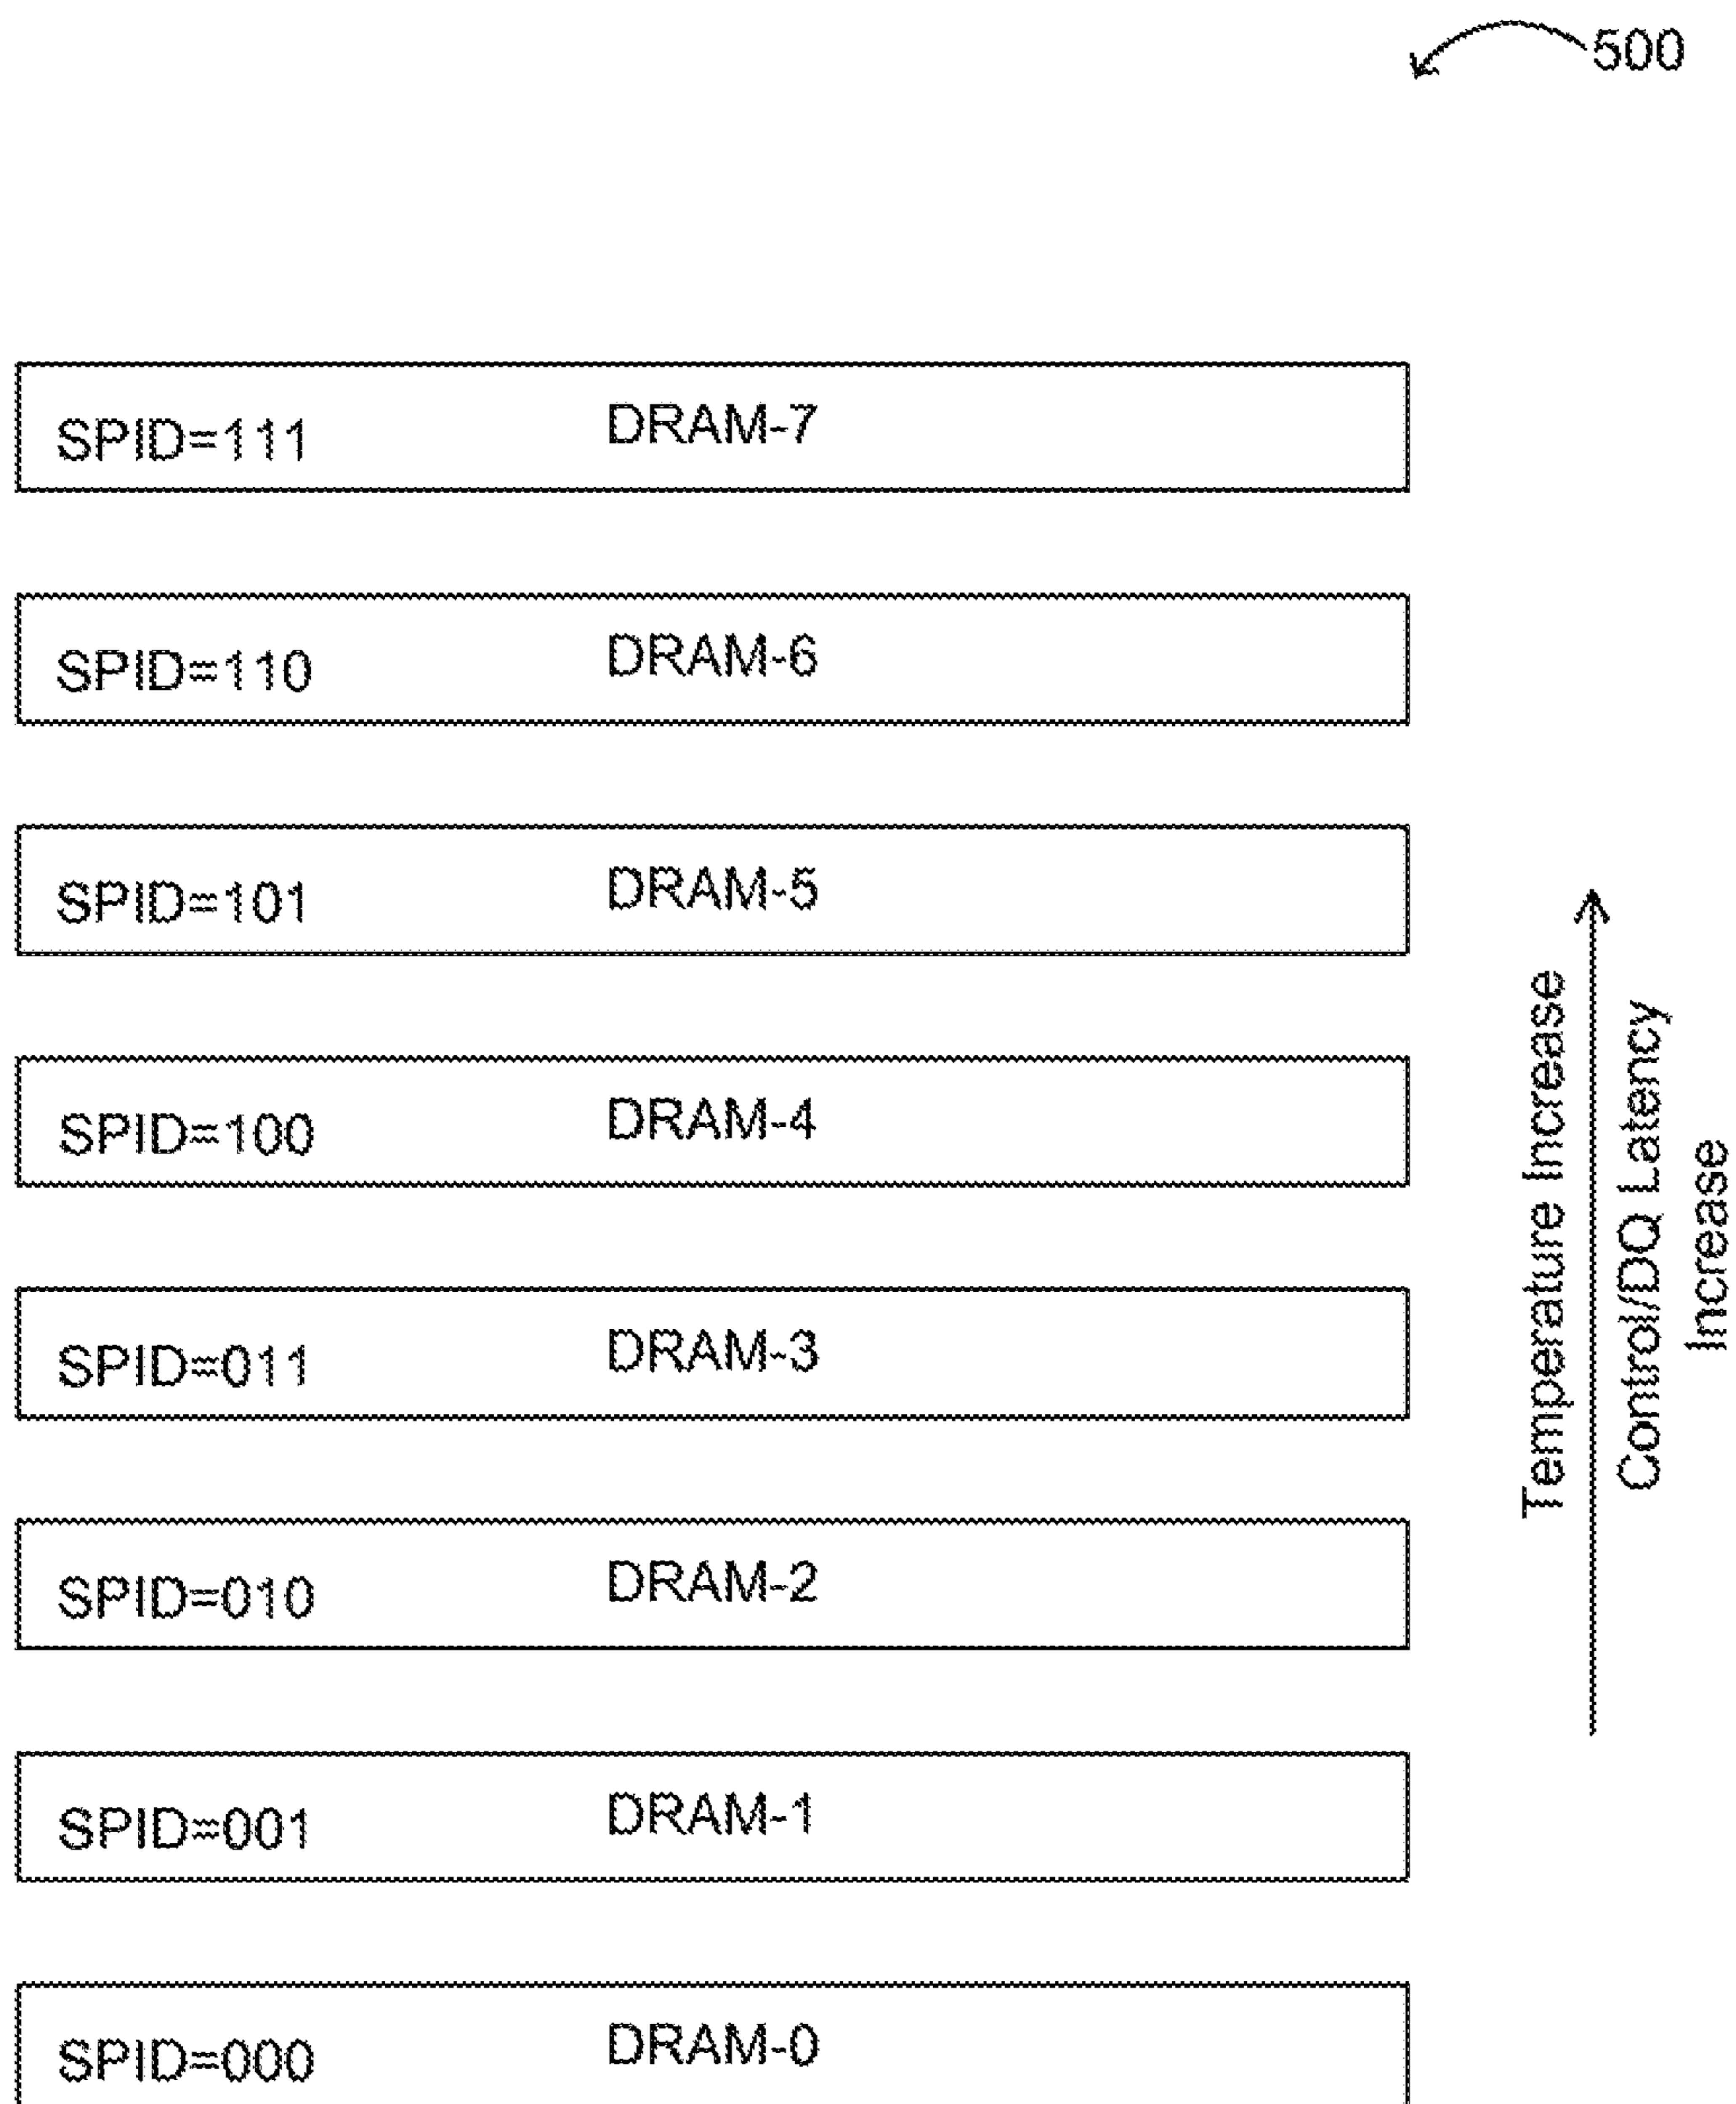 500
SPID=111 DRAM-7
SPID=110 DRAM-6
SPID=101 DRAM-5
SPID=100 DRAM-4
SPID=011 DRAM-3
SPID=010 DRAM-2
SPID=001 DRAM-1
SPID=000 DRAM-0
Temperature Increase
Control/DQ Latency
Increase